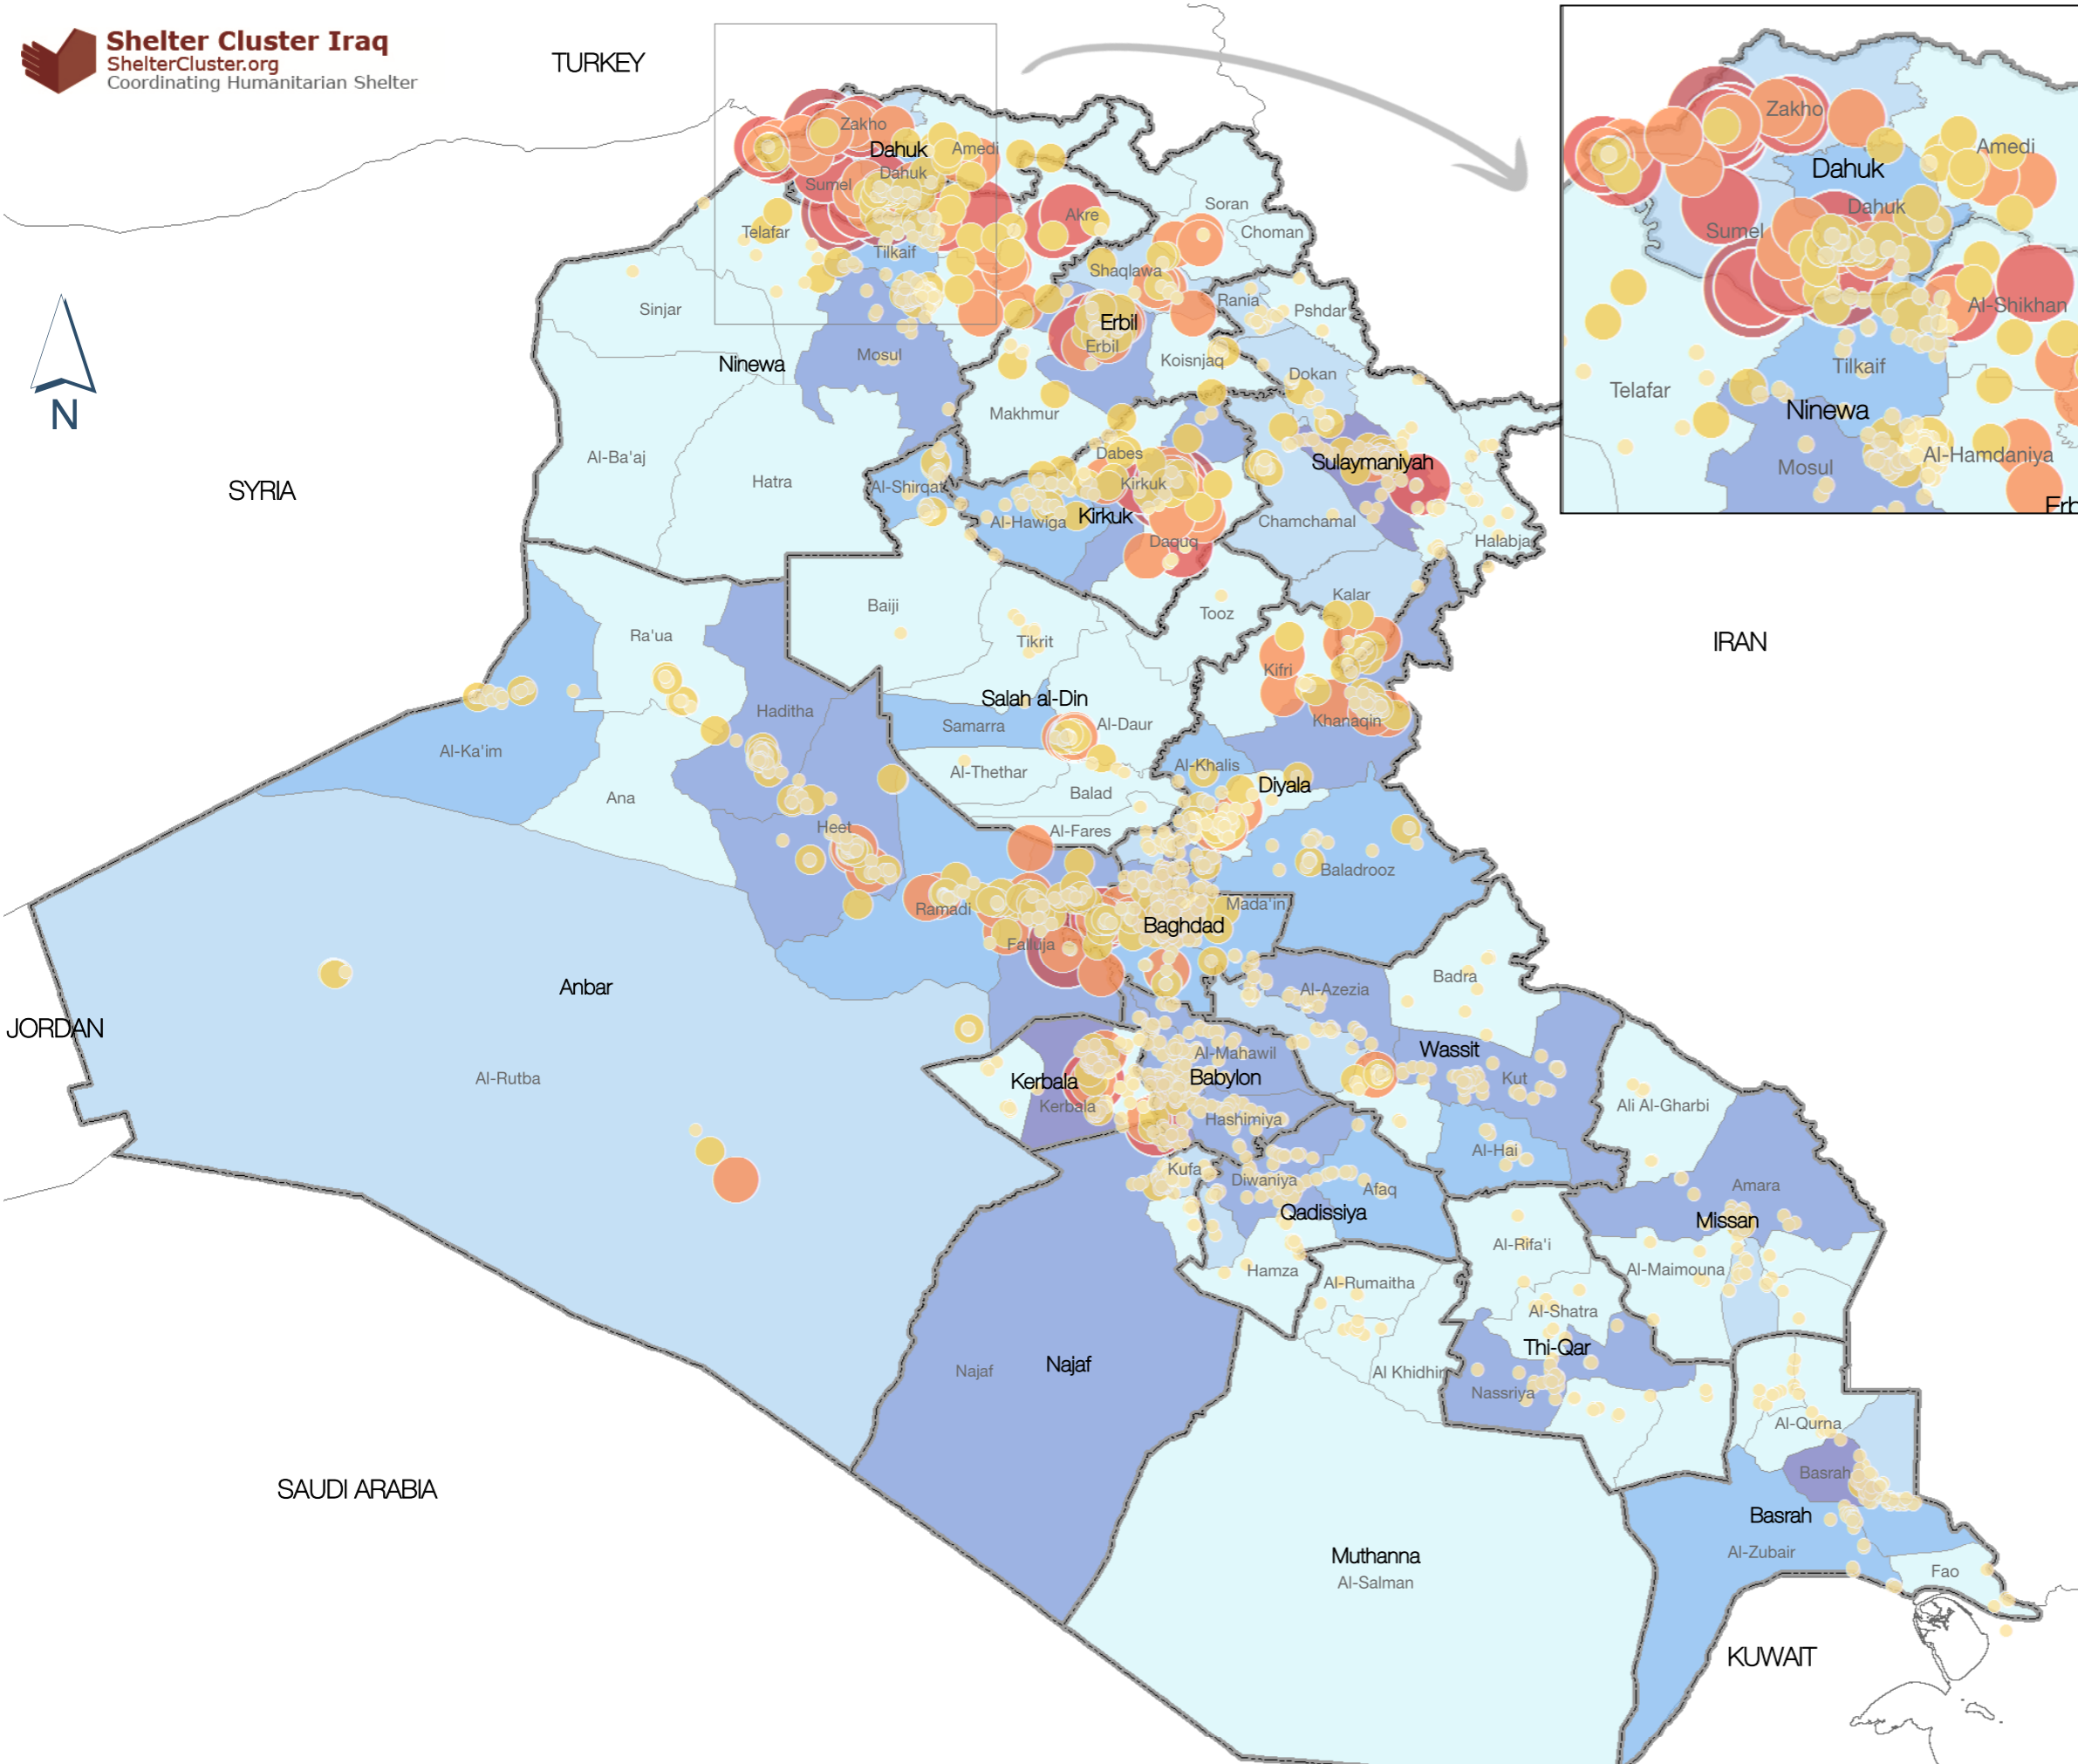 Shelter Cluster Iraq
ShelterCluster.org
Coordinating Humanitarian Shelter
TURKEY
Zakho
Dahuk
Amedi
Dahuk
Sumel
Akre
Soran
Telafar
Choman
Tilkaif
Shaqlawa
Sinjar
Rania
Pshdar
Erbil
Erbil
Mosul
Ninewa
Koisnjaq
Dokan
Makhmur
Al-Ba'aj
Dabes
Sulaymaniyah
Hatra
Al-Shirqat
Kirkuk
SYRIA
Al-Hawiga
Kirkuk
Chamchamal
Daquq
Halabja
Kalar
Baiji
Tooz
Ra'ua
Tikrit
IRAN
Kifri
Salah al-Din
Haditha
Samarra
Al-Daur
Khanaqin
Al-Ka'im
Al-Khalis
Al-Thethar
Diyala
Ana
Balad
Heet
Al-Fares
Baladrooz
Ramadi
Mada'in
Baghdad
Falluja
Badra
Anbar
Al-Azezia
JORDAN
Al-Mahawil
Wassit
Al-Rutba
Kerbala
Babylon
Kut
Kerbala
Hashimiya
Ali Al-Gharbi
Al-Hai
Kufa
Diwaniya
Afaq
Amara
Qadissiya
Missan
Al-Rifa'i
Hamza
Al-Rumaitha
Al-Maimouna
Al-Shatra
Thi-Qar
Najaf
Najaf
Al Khidhir
Nassriya
Al-Qurna
Basrah
SAUDI ARABIA
Basrah
Muthanna
Al-Zubair
Al-Salman
Fao
KUWAIT
N
Zakho
Amedi
Dahuk
Dahuk
Sumel
Al-Shikhan
Tilkaif
Telafar
Ninewa
Al-Hamdaniya
Mosul
Erb